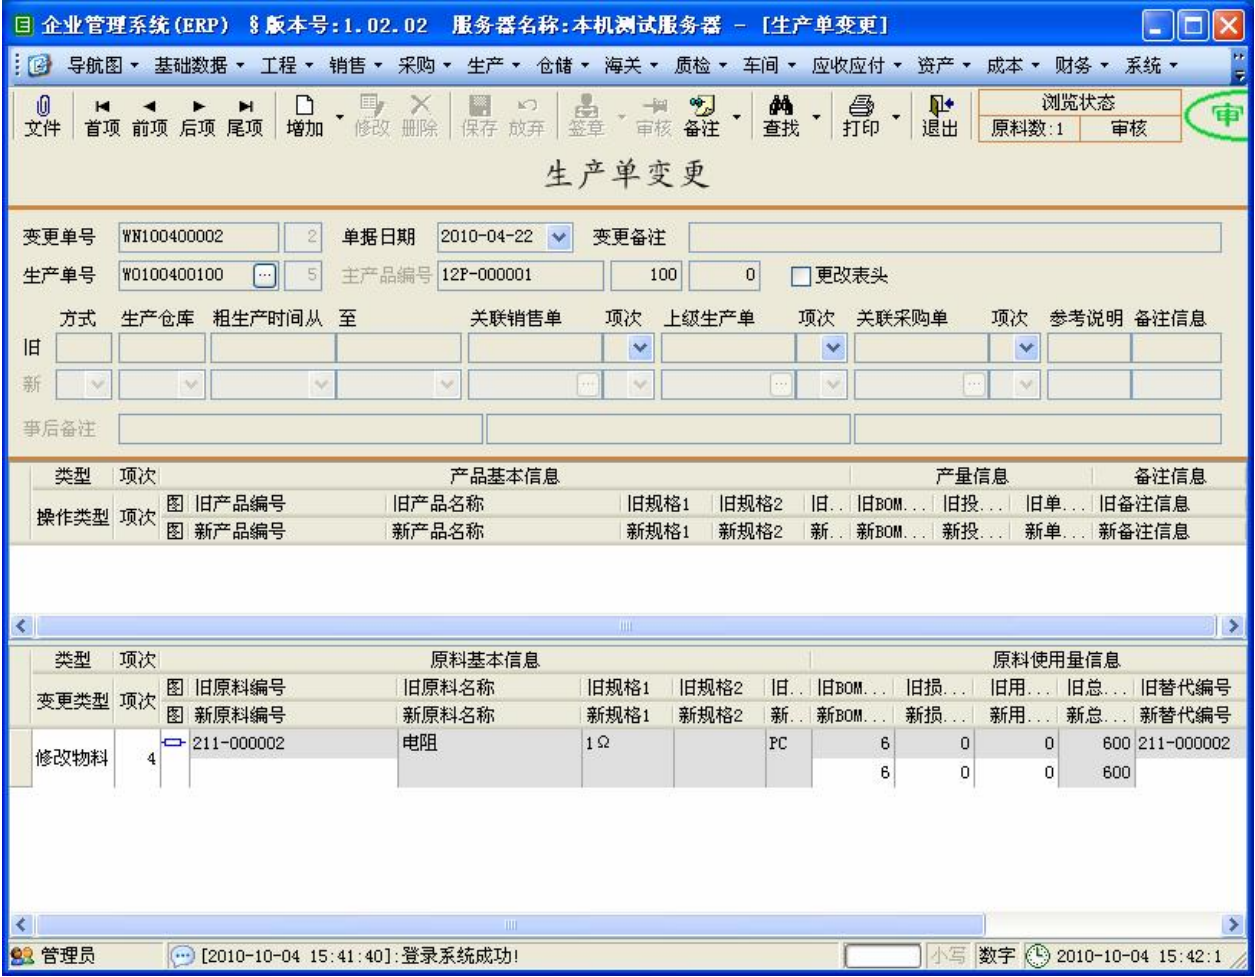 企业管理系统(ERP) §版本号:1.02.02 服务器名称:本机测试服务器 - [生产单变更]
导航图 基础数据 工程 销售 采购 生产 仓储 海关 质检 车间 应收应付 资产 成本 财务 系统
文件 首项 前项 后项 尾项 增加 修改 删除 保存 放弃 签章 审核 备注 查找 打印 退出 浏览状态
原料数:1 审核 审
生产单变更
变更单号 WN100400002 2 单据日期 2010-04-22 变更备注
生产单号 WO100400100 ... 5 主产品编号 12P-000001 100 0 更改表头
方式 生产仓库 粗生产时间从 至 关联销售单 项次 上级生产单 项次 关联采购单 项次 参考说明 备注信息
旧
新 ... ... ...
事后备注
类型 项次 产品基本信息 产量信息 备注信息
操作类型 项次 图 旧产品编号 旧产品名称 旧规格1 旧规格2 旧.. 旧BOM... 旧投... 旧单... 旧备注信息
图 新产品编号 新产品名称 新规格1 新规格2 新.. 新BOM... 新投... 新单... 新备注信息
类型 项次 原料基本信息 原料使用量信息
变更类型 项次 图 旧原料编号 旧原料名称 旧规格1 旧规格2 旧.. 旧BOM... 旧损... 旧用... 旧总... 旧替代编号
图 新原料编号 新原料名称 新规格1 新规格2 新.. 新BOM... 新损... 新用... 新总... 新替代编号
修改物料 4 211-000002 电阻 1Ω PC 6 0 0 600 211-000002
6 0 0 600
管理员 [2010-10-04 15:41:40]:登录系统成功! 小写 数字 2010-10-04 15:42:1